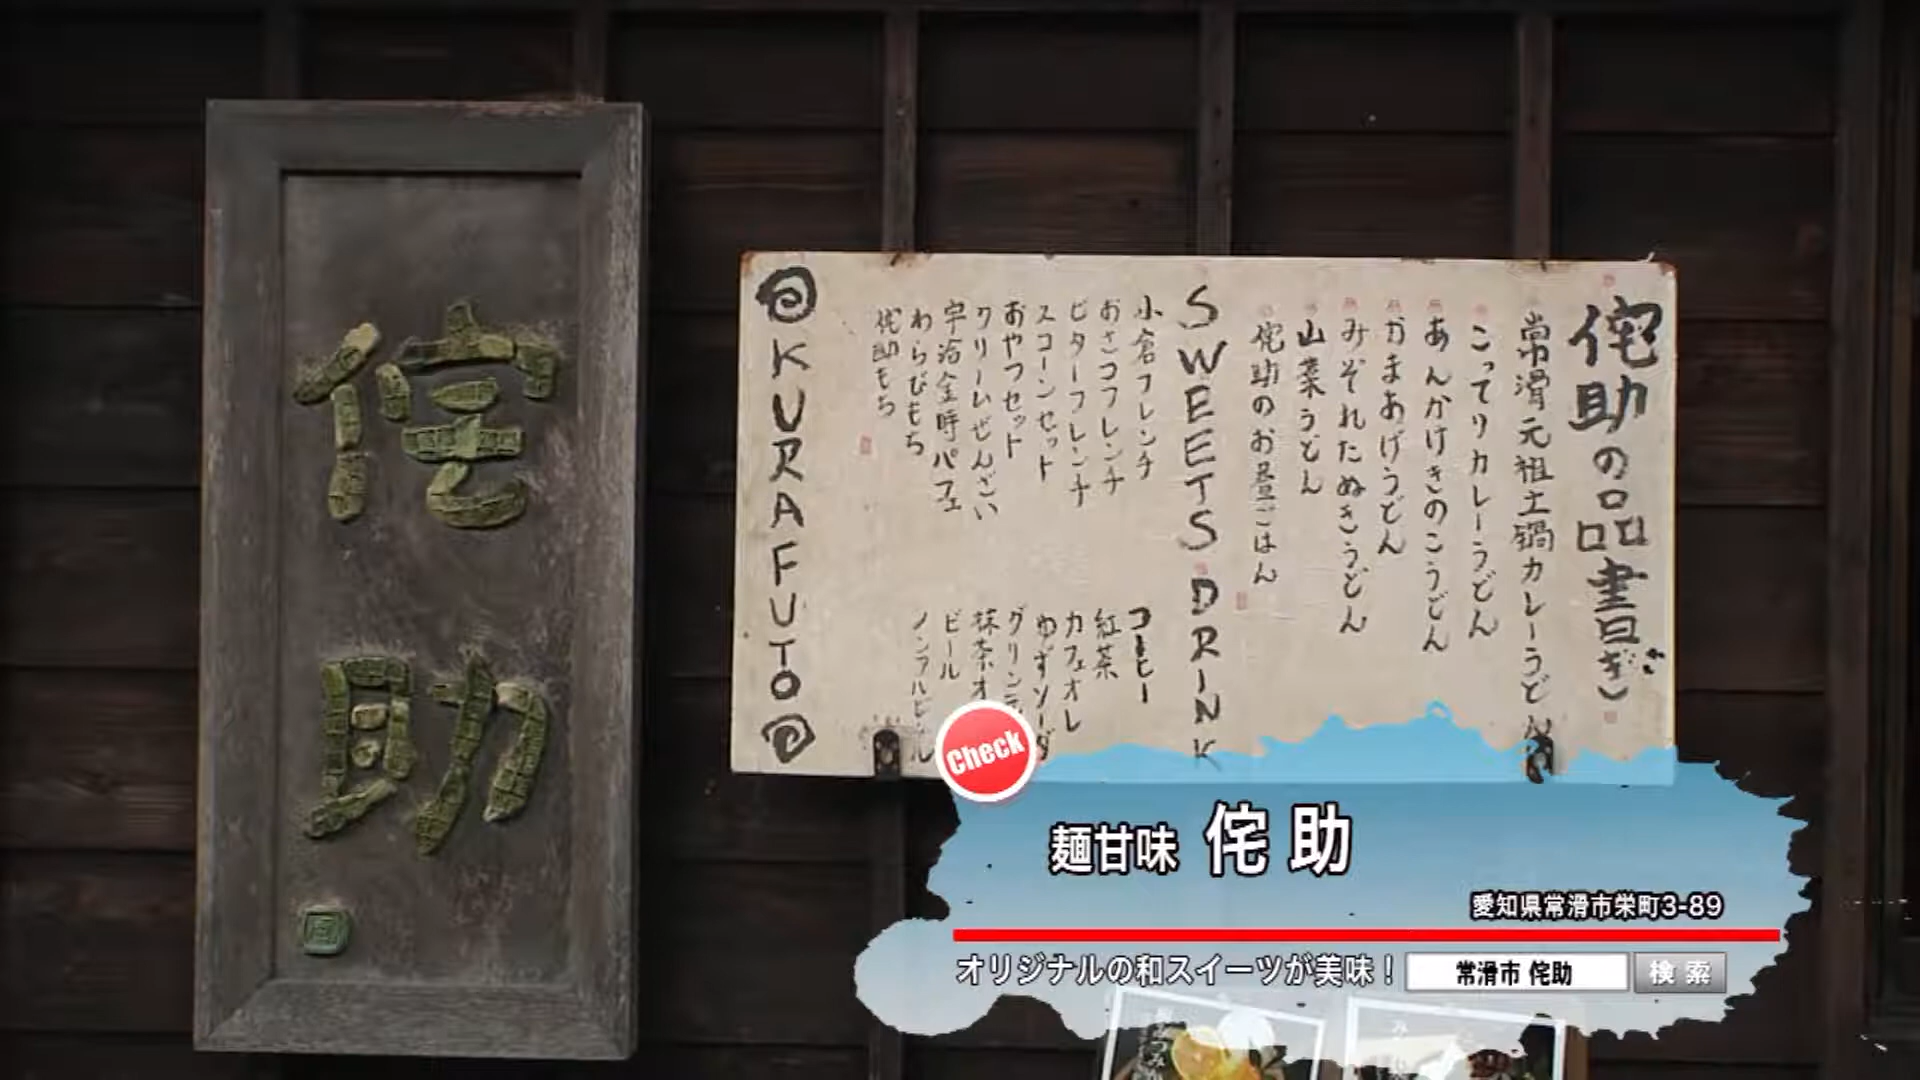 侘助
侘助の品書き
常滑元祖土鍋カレーうどん
こってりカレーうどん
あんかけきのこうどん
かまあげうどん
みぞれたぬきうどん
山菜うどん
侘助のお昼ごはん
SWEETS DRINK
小倉フレンチ
おさつフレンチ
ビターフレンチ
スコーンセット
おやつセット
クリームぜんざい
宇治金時パフェ
わらびもち
侘助もち
コーヒー
紅茶
カフェオレ
ゆずソーダ
抹茶オ
ビール
KURAFUTO
Check
麺甘味 侘助
愛知県常滑市栄町3-89
オリジナルの和スイーツが美味！
常滑市 侘助
検索